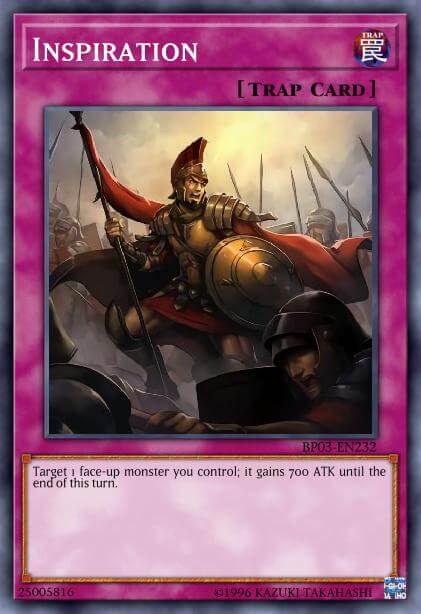 INSPIRATION
TRAP
罠
[TRAP CARD]
BP03-EN232
Target 1 face-up monster you control; it gains 700 ATK until the
end of this turn.
25005816
©1996 KAZUKI TAKAHASHI